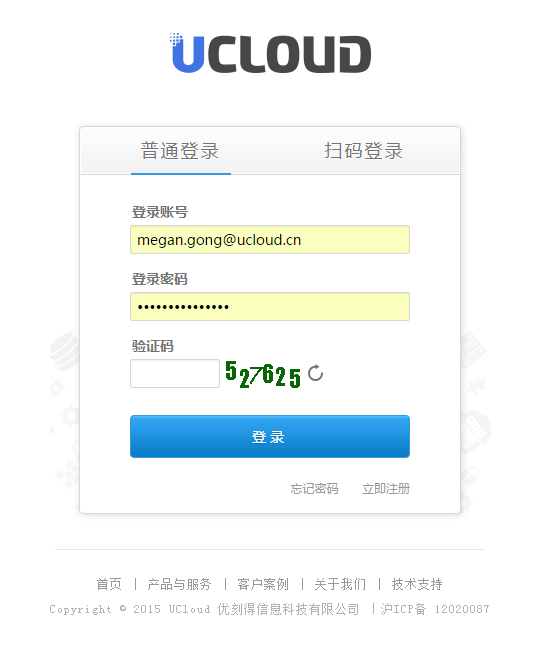 UCLOUD
普通登录 扫码登录
登录账号
megan.gong@ucloud.cn
登录密码
•••••••••••••••
验证码
527625
登 录
忘记密码 立即注册
首页 | 产品与服务 | 客户案例 | 关于我们 | 技术支持
Copyright © 2015 UCloud 优刻得信息科技有限公司 |沪ICP备 12020087